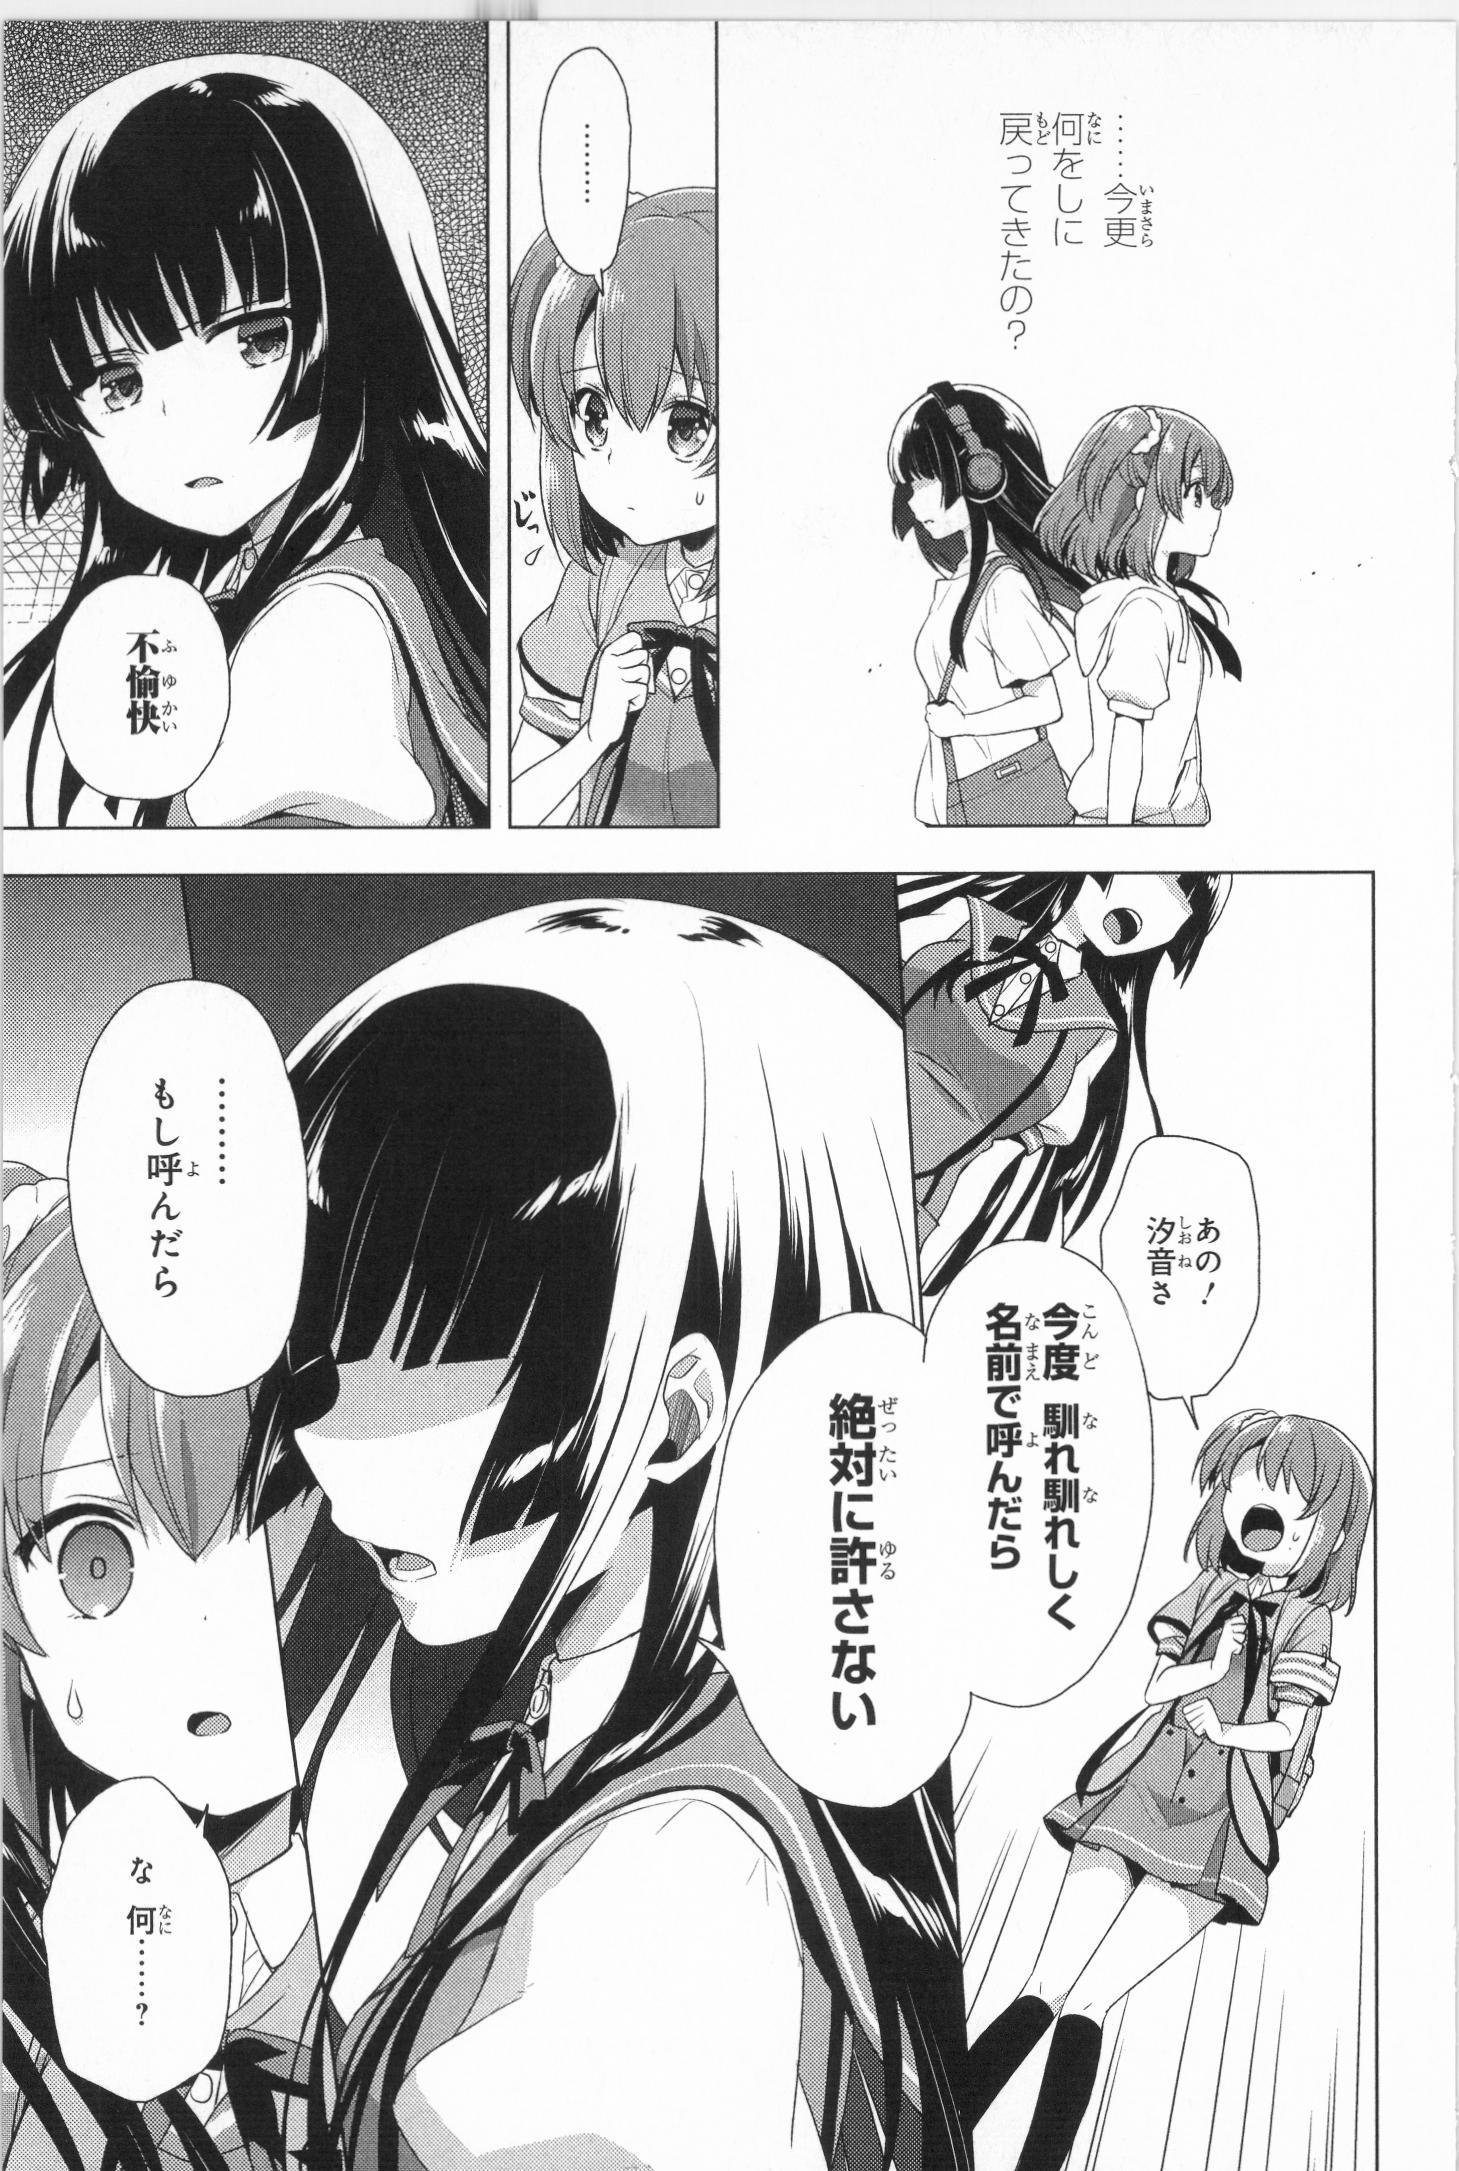 ……今更
何をしに
戻ってきたの？
………
じっ
不愉快
あの！
汐音さ
今度 馴れ馴れしく
名前で呼んだら
絶対に許さない
………
もし呼んだら
な 何……？